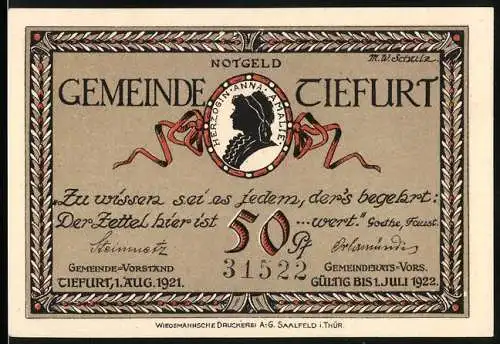 M.W. Schulz
NOTGELD
GEMEINDE TIEFURT
HERZOGIN·ANNA·AMALIE
„Zu wissen sei es jedem, der's begehrt:
Der Zettel hier ist 50 Pf ...wert." Goethe, Faust.
Steinmetz
31522
GEMEINDE-VORSTAND GEMEINDERATS-VORS.
TIEFURT, 1. AUG. 1921. GÜLTIG BIS 1. JULI 1922.
WIEDEMANNSCHE DRUCKEREI A.-G. SAALFELD i. THÜR.